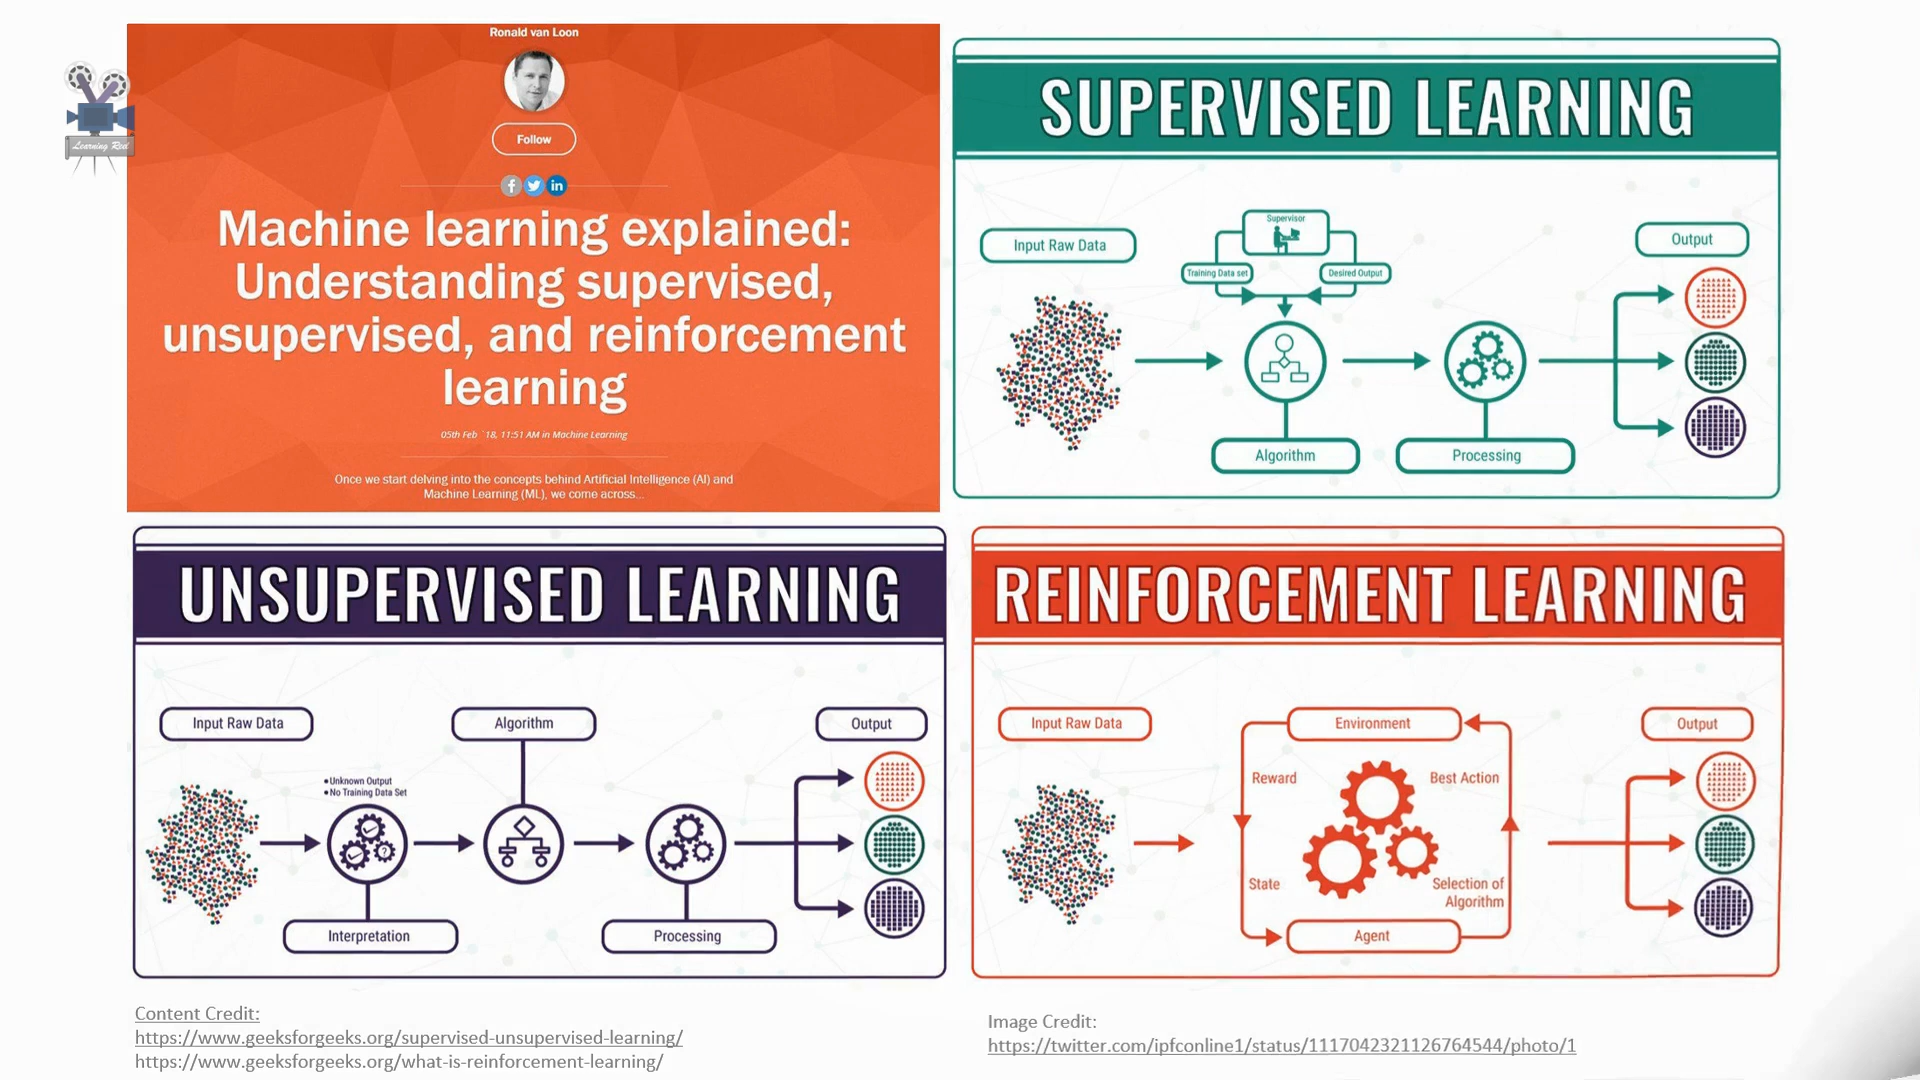 Learning Reel
Ronald van Loon
Follow
Machine learning explained:
Understanding supervised,
unsupervised, and reinforcement
learning
05th Feb `18, 11:51 AM in Machine Learning
Once we start delving into the concepts behind Artificial Intelligence (AI) and
Machine Learning (ML), we come across...
SUPERVISED LEARNING
Input Raw Data
Supervisor
Training Data set
Desired Output
Output
Algorithm
Processing
UNSUPERVISED LEARNING
Input Raw Data
Algorithm
Output
• Unknown Output
• No Training Data Set
Interpretation
Processing
REINFORCEMENT LEARNING
Input Raw Data
Environment
Output
Reward
Best Action
State
Selection of
Algorithm
Agent
Content Credit:
https://www.geeksforgeeks.org/supervised-unsupervised-learning/
https://www.geeksforgeeks.org/what-is-reinforcement-learning/
Image Credit:
https://twitter.com/ipfconline1/status/1117042321126764544/photo/1